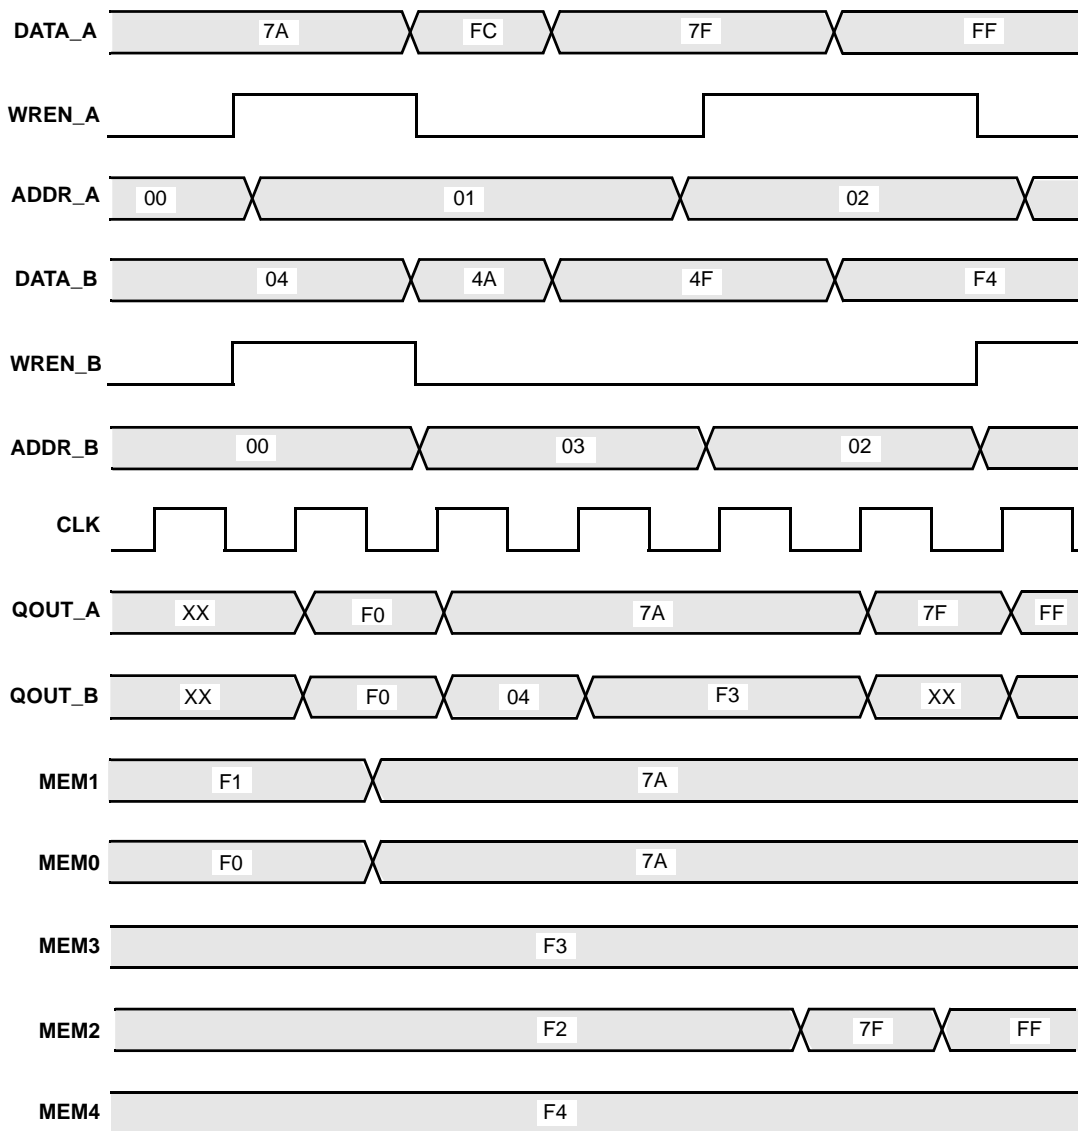 DATA_A 7A FC 7F FF
WREN_A
ADDR_A 00 01 02
DATA_B 04 4A 4F F4
WREN_B
ADDR_B 00 03 02
CLK
QOUT_A XX F0 7A 7F FF
QOUT_B XX F0 04 F3 XX
MEM1 F1 7A
MEM0 F0 7A
MEM3 F3
MEM2 F2 7F FF
MEM4 F4